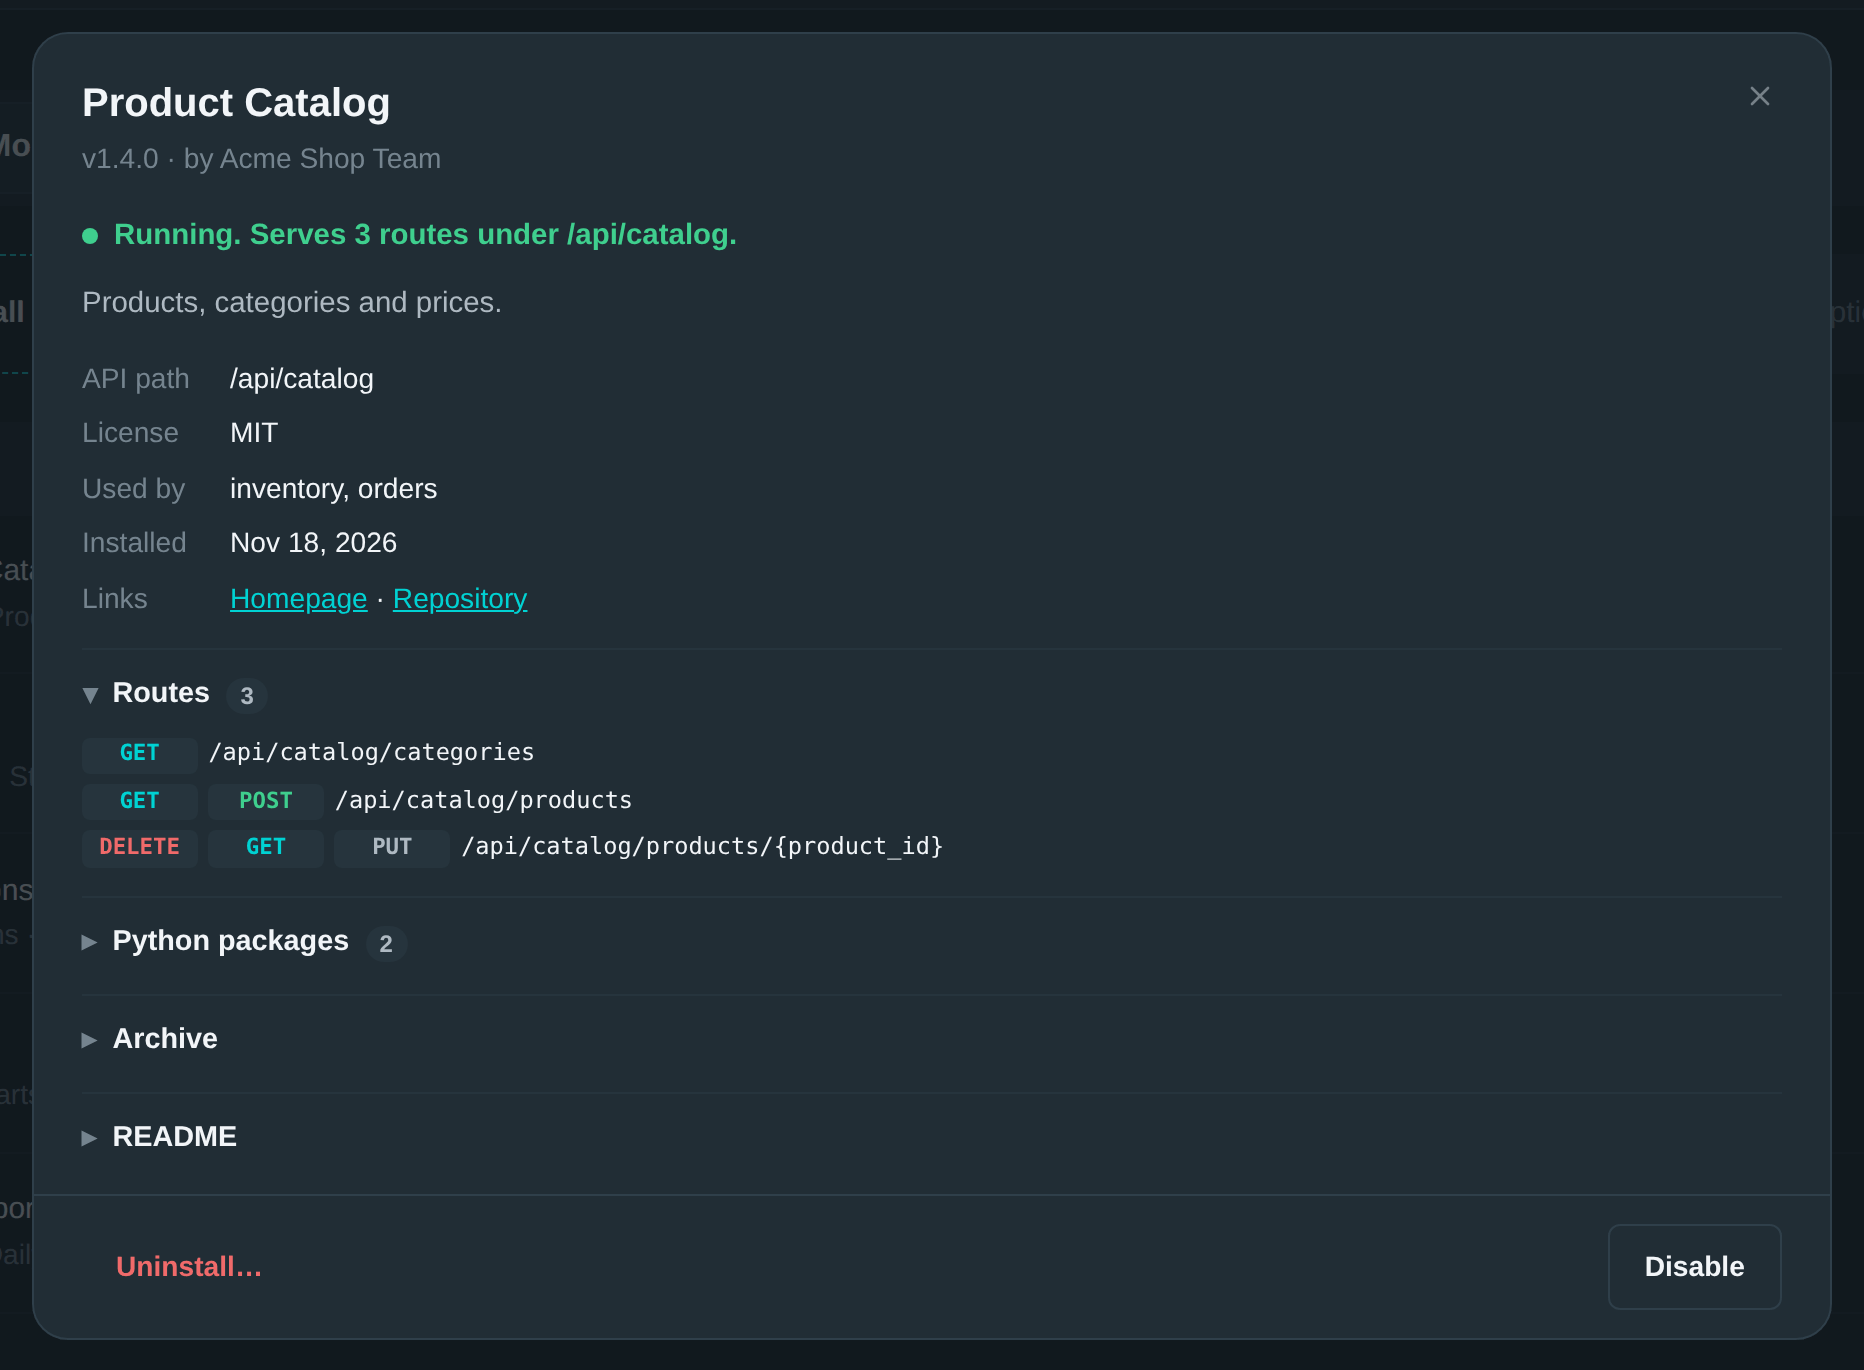 Product Catalog
v1.4.0 · by Acme Shop Team
Running. Serves 3 routes under /api/catalog.
Products, categories and prices.
API path /api/catalog
License MIT
Used by inventory, orders
Installed Nov 18, 2026
Links Homepage · Repository
▼ Routes 3
GET /api/catalog/categories
GET POST /api/catalog/products
DELETE GET PUT /api/catalog/products/{product_id}
▶ Python packages 2
▶ Archive
▶ README
Uninstall… Disable